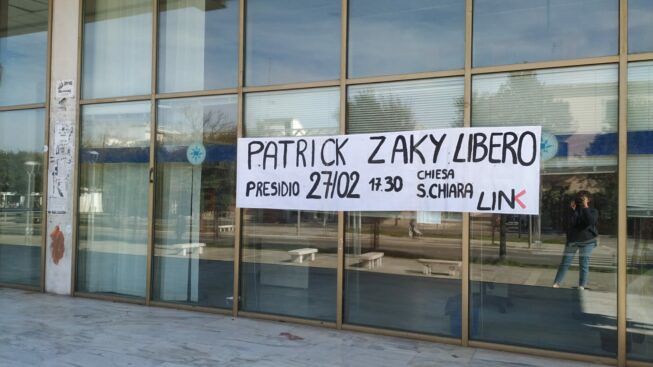 PATRICK ZAKY LIBERO
PRESIDIO 27/02 17.30 CHIESA S.CHIARA LINK